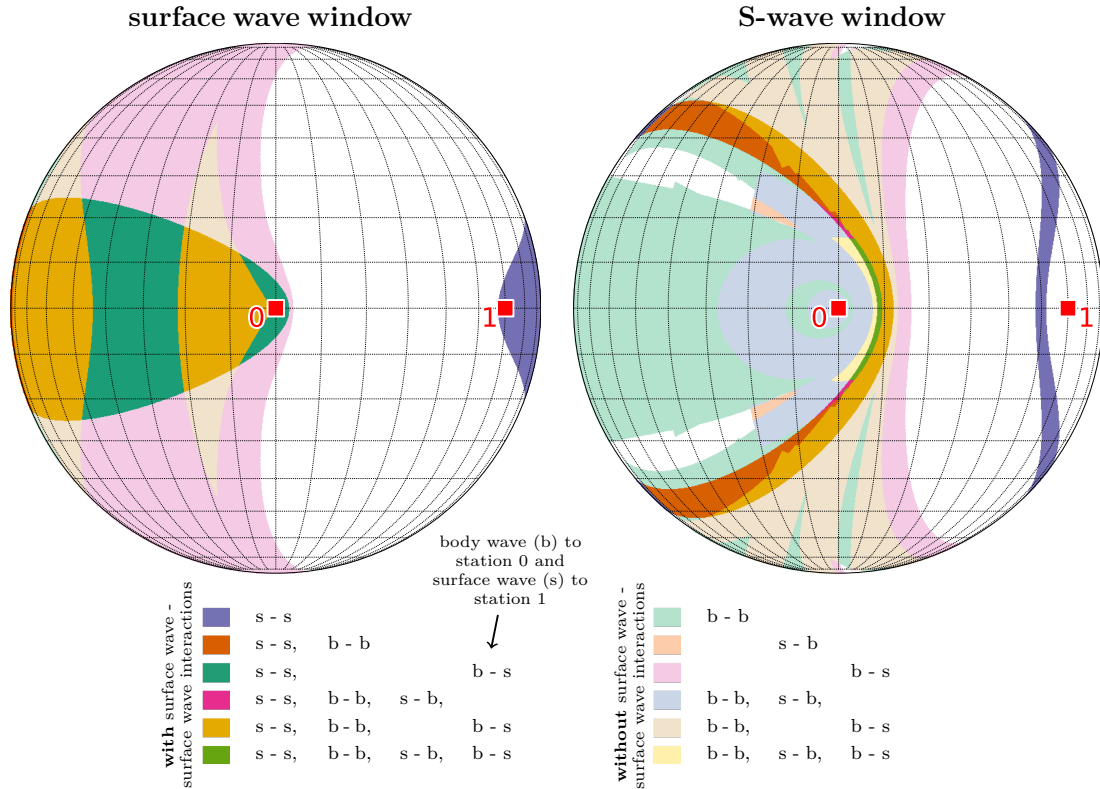 surface wave window
S-wave window
0
1
0
1
body wave (b) to
station 0 and
surface wave (s) to
station 1
with surface wave -
surface wave interactions
s - s
s - s, b - b
s - s, b - s
s - s, b - b, s - b,
s - s, b - b, b - s
s - s, b - b, s - b, b - s
without surface wave -
surface wave interactions
b - b
s - b
b - s
b - b, s - b,
b - b, b - s
b - b, s - b, b - s